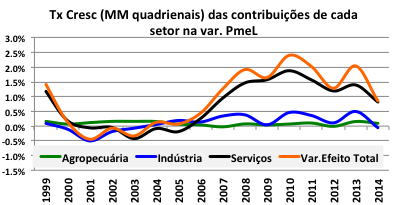 Tx Cresc (MM quadrienais) das contribuições de cada
setor na var. PmeL
3.0%
2.5%
2.0%
1.5%
1.0%
0.5%
0.0%
-0.5%
-1.0%
-1.5%
Agropecuária Indústria Serviços Var.Efeito Total
1999 2000 2001 2002 2003 2004 2005 2006 2007 2008 2009 2010 2011 2012 2013 2014